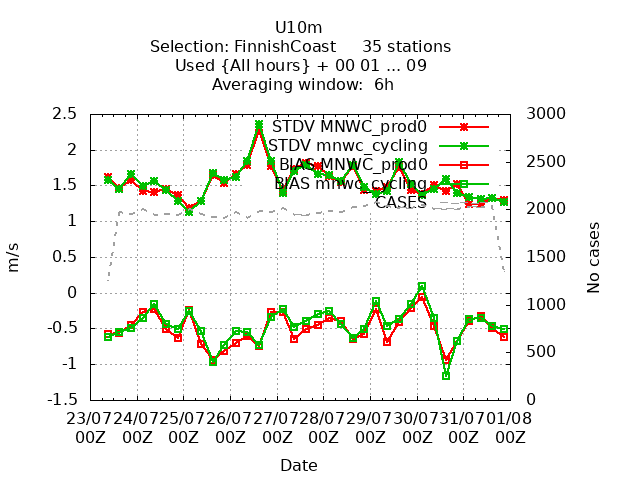 U10m
Selection: FinnishCoast 35 stations
Used {All hours} + 00 01 ... 09
Averaging window: 6h
2.5
2
1.5
1
0.5
0
-0.5
-1
-1.5
m/s
3000
2500
2000
1500
1000
500
0
No cases
STDV MNWC_prod0
STDV mnwc_cycling
BIAS MNWC_prod0
BIAS mnwc_cycling
CASES
23/07 24/07 25/07 26/07 27/07 28/07 29/07 30/07 31/07 01/08
00Z 00Z 00Z 00Z 00Z 00Z 00Z 00Z 00Z 00Z
Date